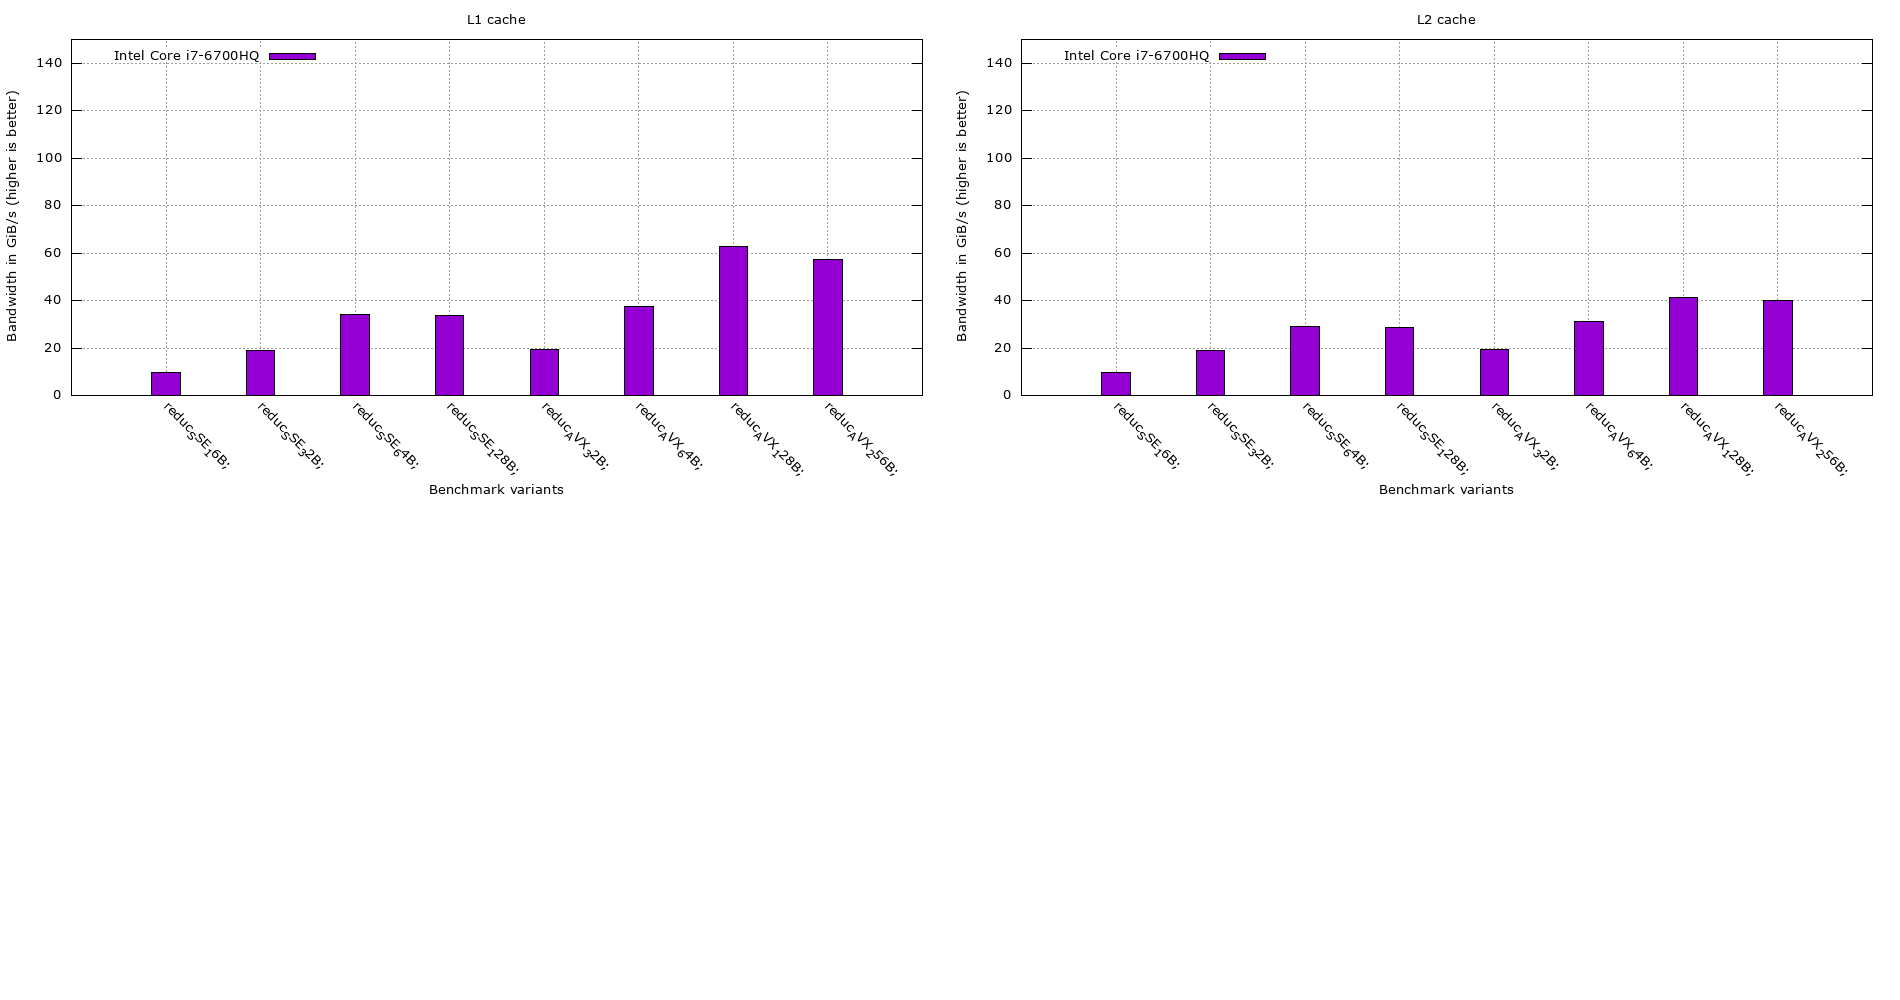 L1 cache
Intel Core i7-6700HQ
140
120
100
80
60
40
20
0
Bandwidth in GiB/s (higher is better)
reducSSE16B;
reducSSE32B;
reducSSE64B;
reducSSE128B;
reducAVX32B;
reducAVX64B;
reducAVX128B;
reducAVX256B;
Benchmark variants
L2 cache
Intel Core i7-6700HQ
140
120
100
80
60
40
20
0
Bandwidth in GiB/s (higher is better)
reducSSE16B;
reducSSE32B;
reducSSE64B;
reducSSE128B;
reducAVX32B;
reducAVX64B;
reducAVX128B;
reducAVX256B;
Benchmark variants